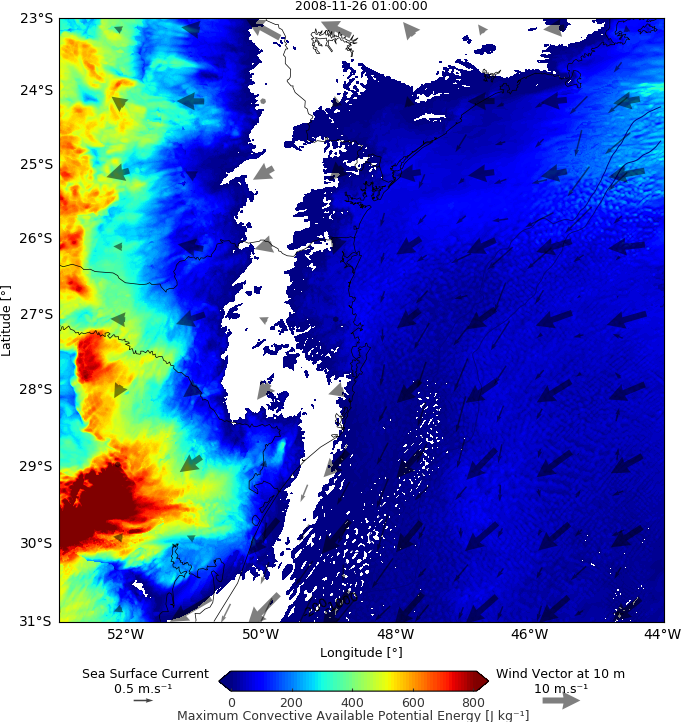 2008-11-26 01:00:00
23°S
24°S
25°S
26°S
27°S
28°S
29°S
30°S
31°S
Latitude [°]
52°W 50°W 48°W 46°W 44°W
Longitude [°]
Sea Surface Current
0.5 m.s⁻¹
Wind Vector at 10 m
10 m.s⁻¹
0 200 400 600 800
Maximum Convective Available Potential Energy [J kg⁻¹]